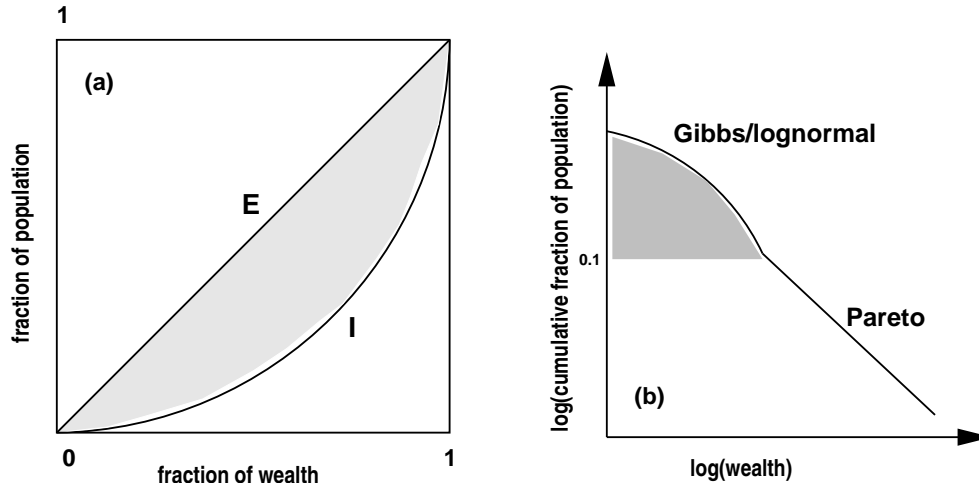 1
(a)
fraction of population
E
I
0
1
fraction of wealth
log(cumulative fraction of population)
Gibbs/lognormal
0.1
Pareto
(b)
log(wealth)